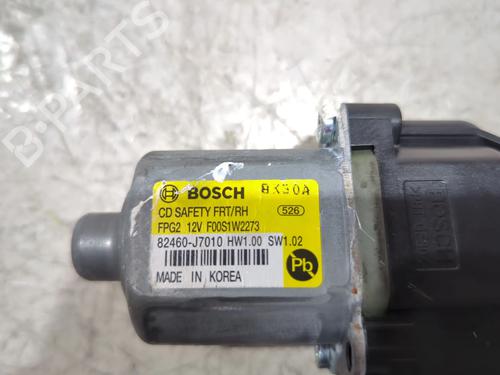 BOSCH 8K30A
CD SAFETY FRT/RH 526
FPG2 12V F00S1W2273
82460-J7010 HW1.00 SW1.02
Pb
MADE IN KOREA
BOSCH
B-PARTS